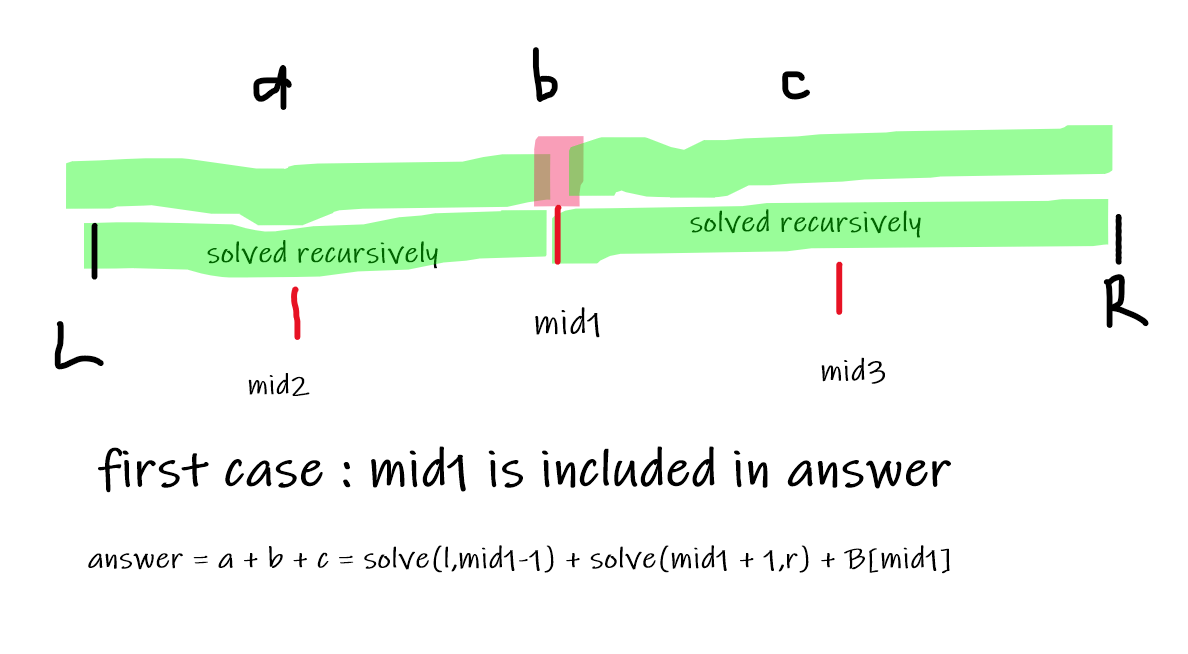 a b c
solved recursively solved recursively
L mid1 R
mid2 mid3
first case : mid1 is included in answer
answer = a + b + c = solve(l,mid1-1) + solve(mid1 + 1,r) + B[mid1]